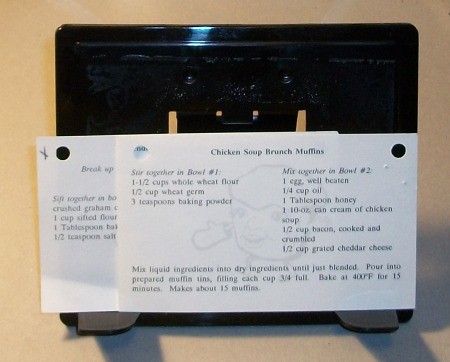 Chicken Soup Brunch Muffins
Stir together in Bowl #1:
1-1/2 cups whole wheat flour
1/2 cup wheat germ
3 teaspoons baking powder
Mix together in Bowl #2:
1 egg, well beaten
1/4 cup oil
1 Tablespoon honey
1 10-oz. can cream of chicken
soup
1/2 cup bacon, cooked and
crumbled
1/2 cup grated cheddar cheese
Mix liquid ingredients into dry ingredients until just blended. Pour into
prepared muffin tins, filling each cup 3/4 full. Bake at 400°F for 15
minutes. Makes about 15 muffins.
Break up
Sift together in bo
crushed graham
1 cup sifted flour
1 Tablespoon bak
1/2 teaspoon salt